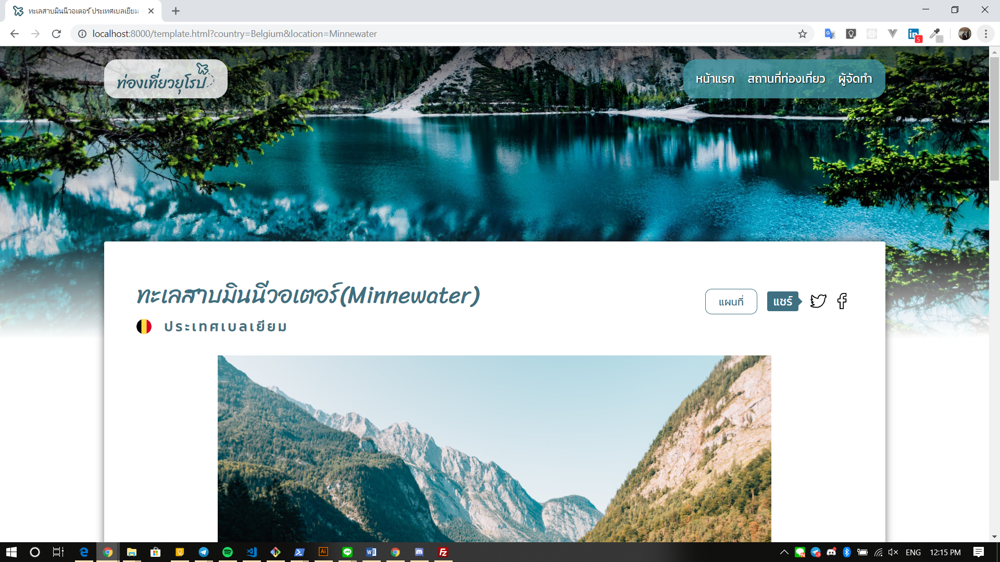 ทะเลสาบมินนีวอเตอร์ ประเทศเบลเยียม
localhost:8000/template.html?country=Belgium&location=Minnewater
5
ท่องเที่ยวยุโรป
หน้าแรก สถานที่ท่องเที่ยว ผู้จัดทำ
ทะเลสาบมินนีวอเตอร์(Minnewater)
แผนที่
แชร์
ประเทศเบลเยียม
ENG
12:15 PM